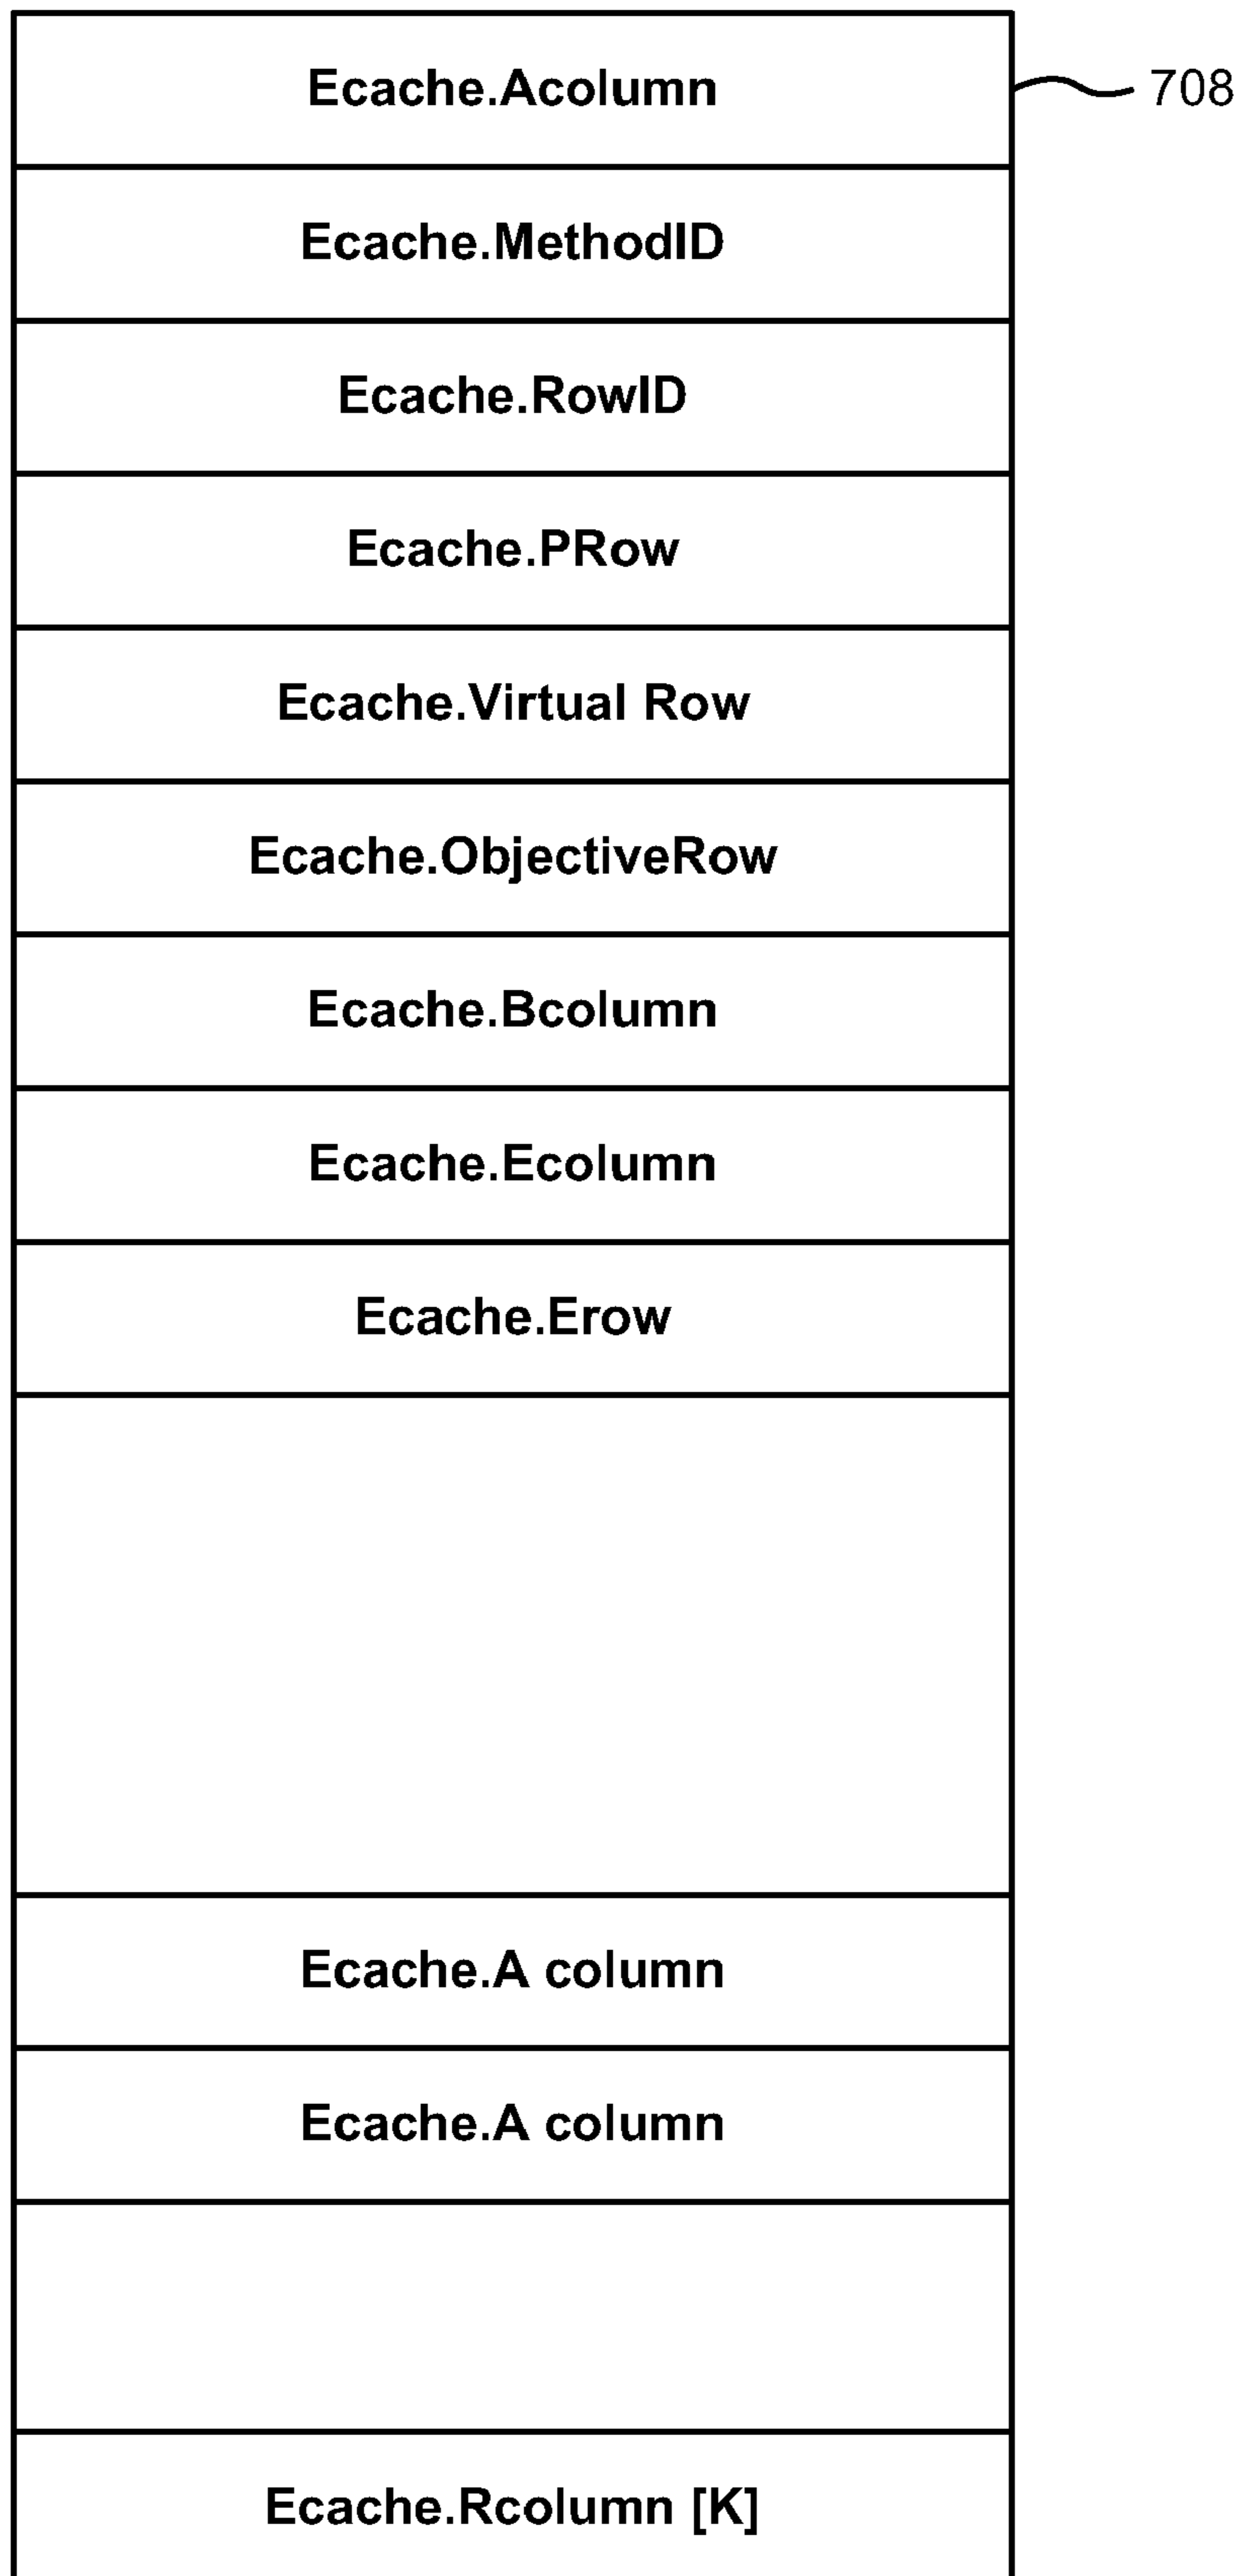 Ecache.Acolumn
708
Ecache.MethodID
Ecache.RowID
Ecache.PRow
Ecache.Virtual Row
Ecache.ObjectiveRow
Ecache.Bcolumn
Ecache.Ecolumn
Ecache.Erow
Ecache.A column
Ecache.A column
Ecache.Rcolumn [K]